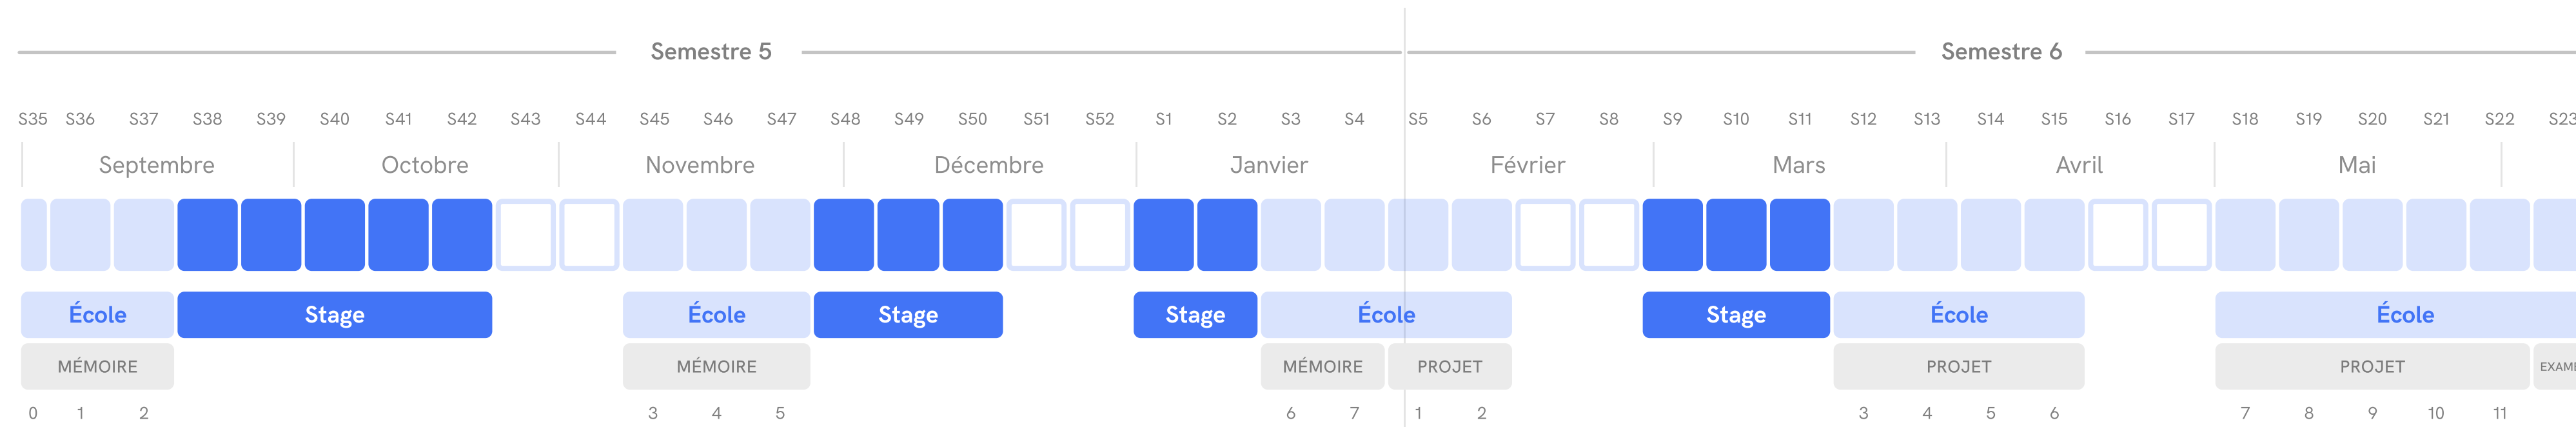 Semestre 5 Semestre 6
S35 S36 S37 S38 S39 S40 S41 S42 S43 S44 S45 S46 S47 S48 S49 S50 S51 S52 S1 S2 S3 S4 S5 S6 S7 S8 S9 S10 S11 S12 S13 S14 S15 S16 S17 S18 S19 S20 S21 S22 S23
Septembre Octobre Novembre Décembre Janvier Février Mars Avril Mai
École Stage École Stage Stage École Stage École École
MÉMOIRE MÉMOIRE MÉMOIRE PROJET PROJET PROJET EXAME
0 1 2 3 4 5 6 7 1 2 3 4 5 6 7 8 9 10 11